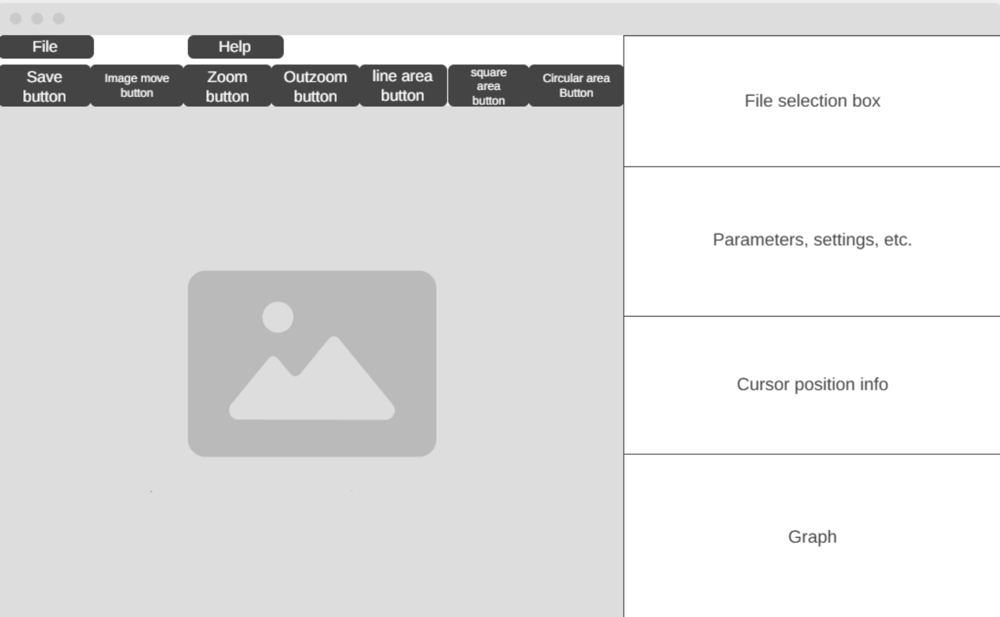 File
Help
Save
button
Image move
button
Zoom
button
Outzoom
button
line area
button
square
area
button
Circular area
Button
File selection box
Parameters, settings, etc.
Cursor position info
Graph